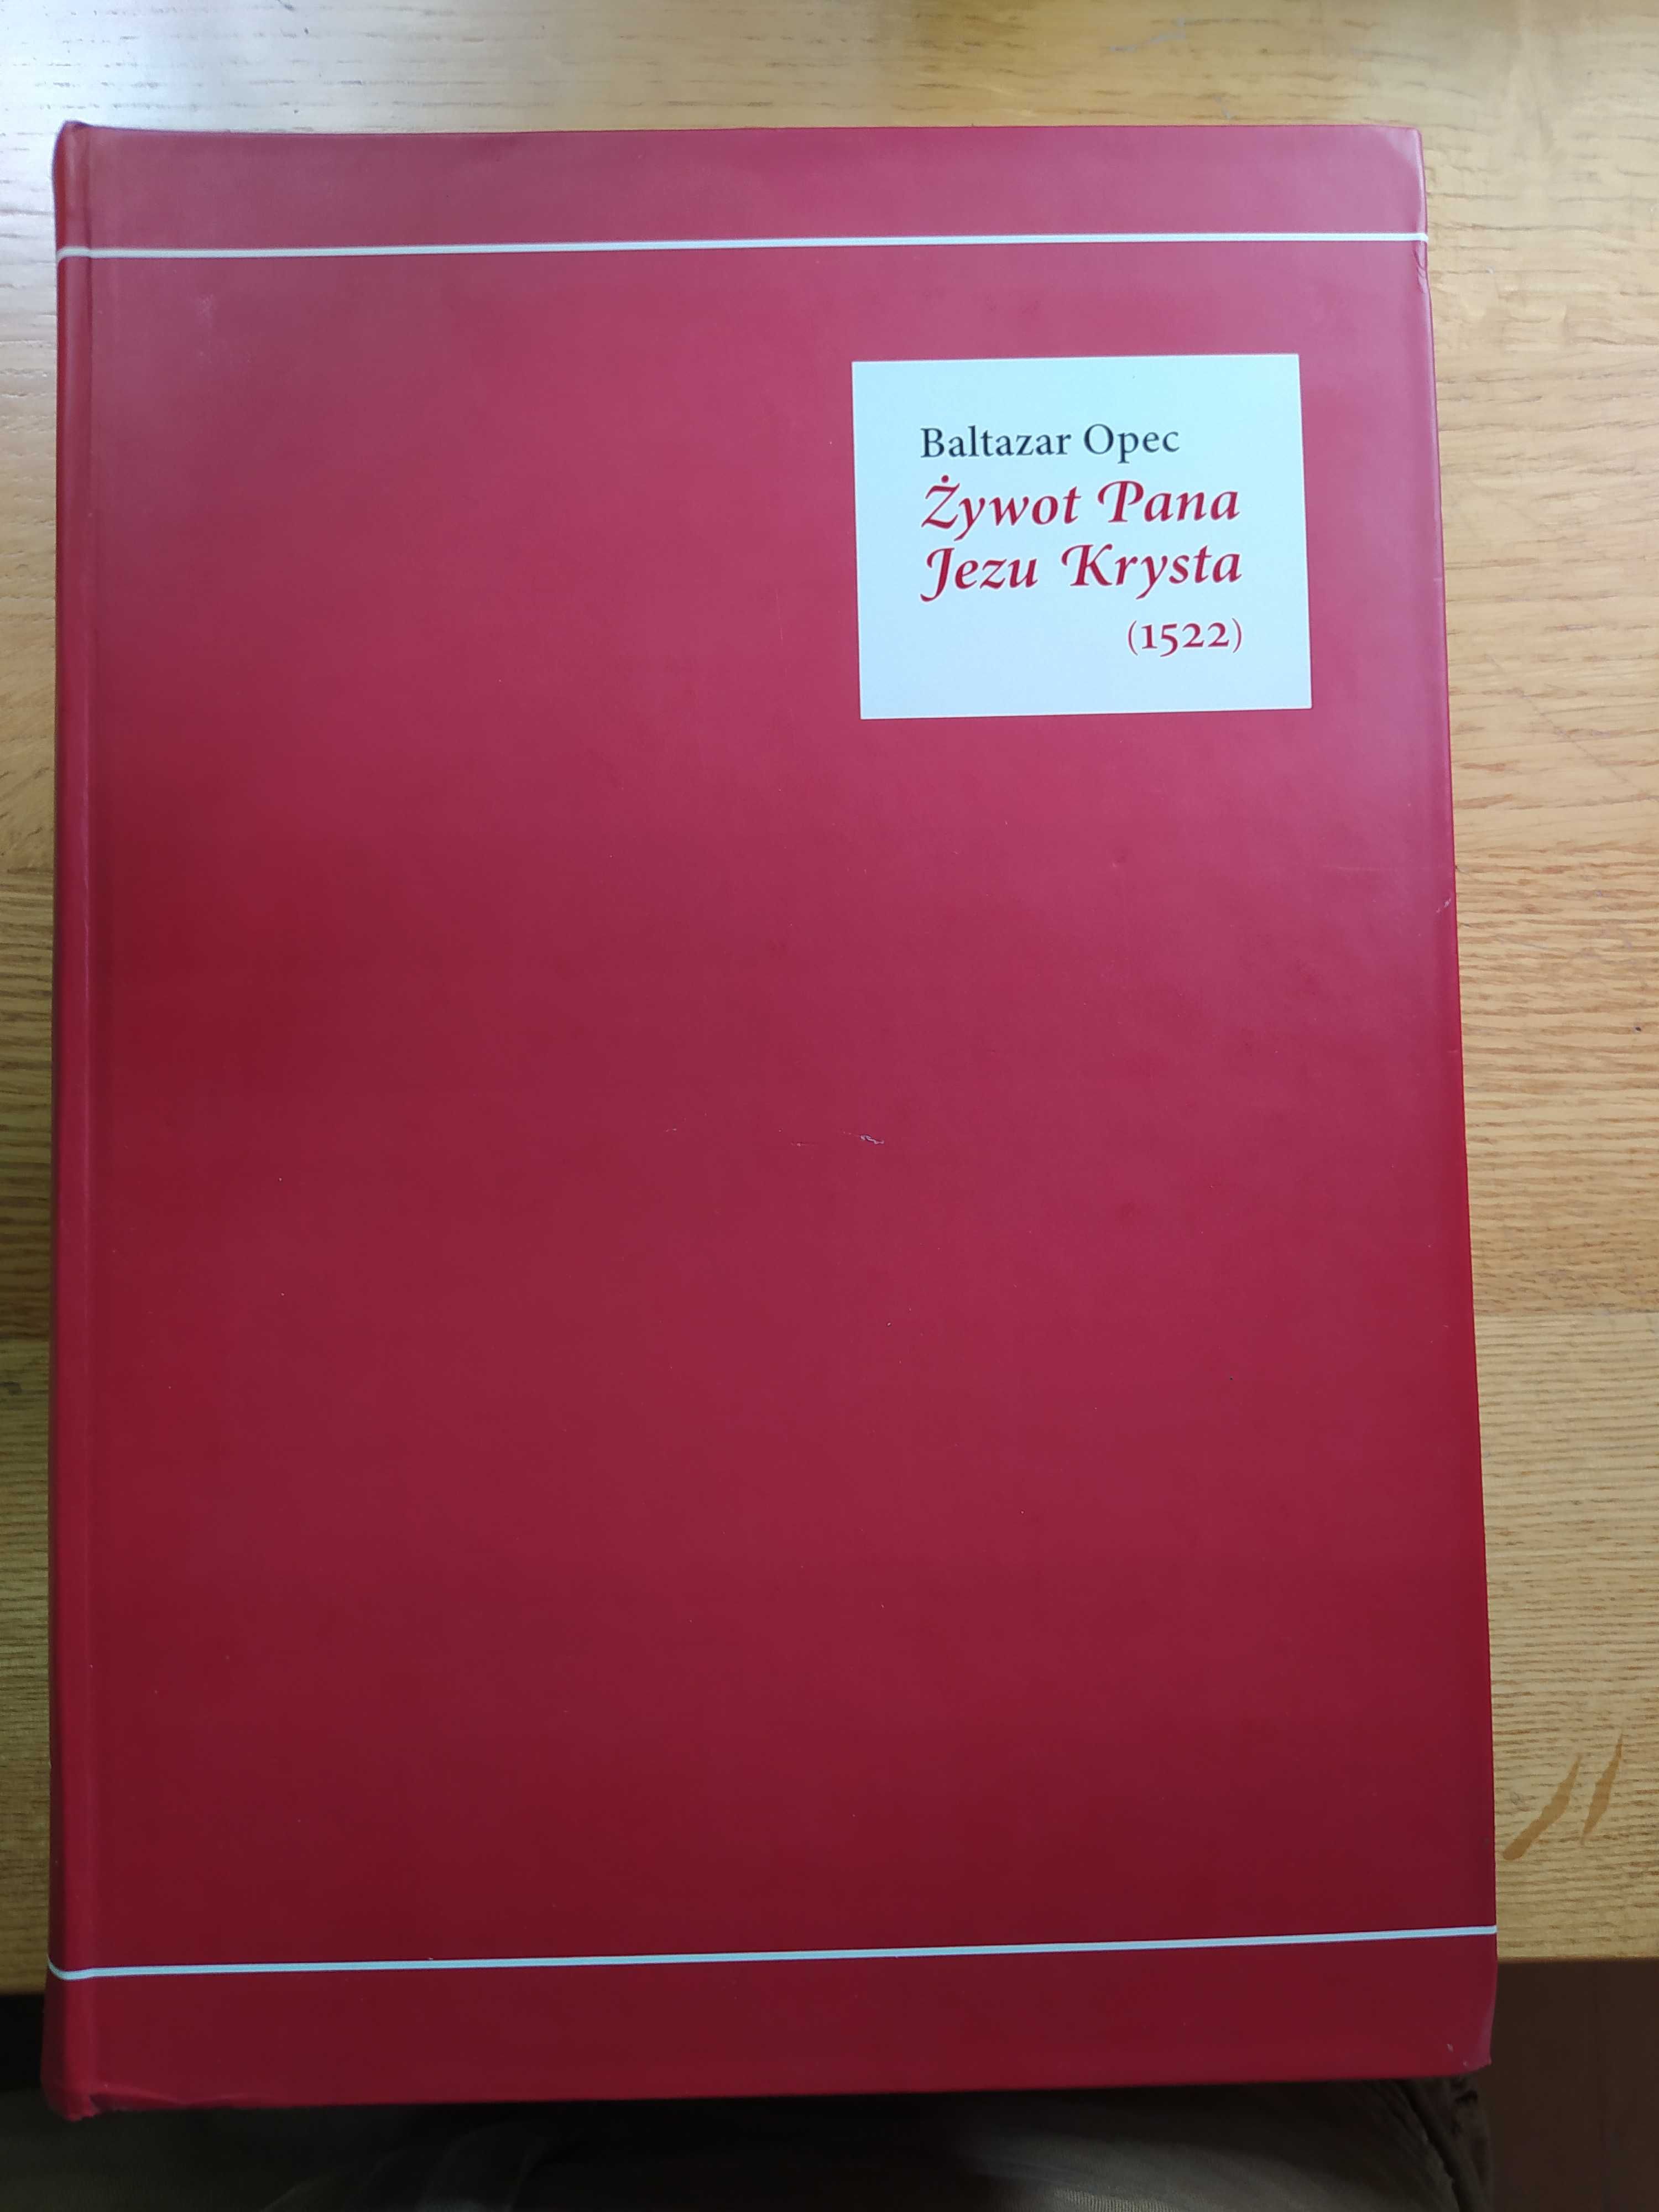 Baltazar Opec
Żywot Pana
Jezu Krysta
(1522)